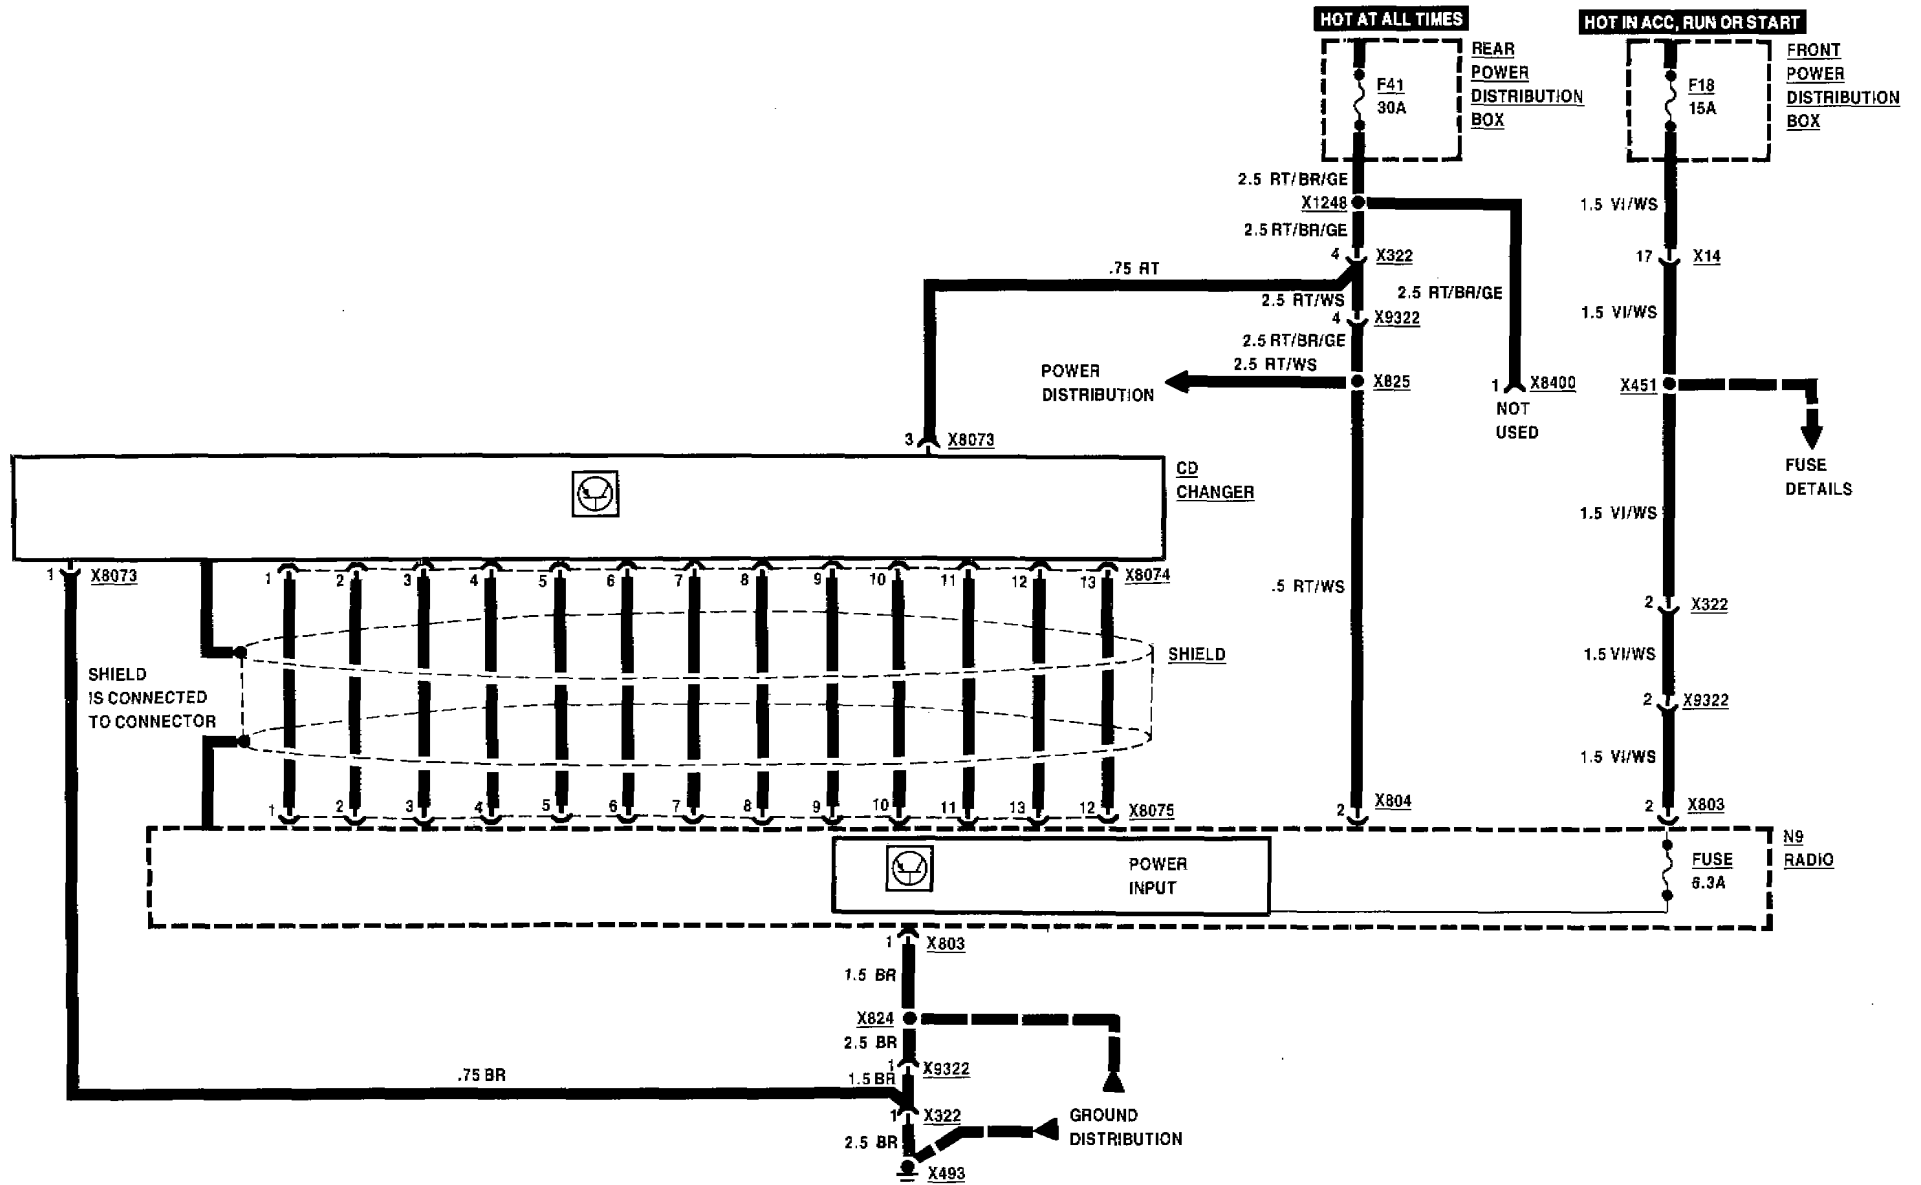 HOT AT ALL TIMES
HOT IN ACC, RUN OR START
REAR
POWER
DISTRIBUTION
BOX
F41
30A
FRONT
POWER
DISTRIBUTION
BOX
F18
15A
2.5 RT/BR/GE
X1248
2.5 RT/BR/GE
1.5 VI/WS
4
X322
17
X14
.75 RT
2.5 RT/WS
2.5 RT/BR/GE
4
X9322
1.5 VI/WS
2.5 RT/BR/GE
2.5 RT/WS
POWER
DISTRIBUTION
X825
1
X8400
NOT
USED
X451
3
X8073
FUSE
DETAILS
CD
CHANGER
1.5 VI/WS
1
X8073
1
2
3
4
5
6
7
8
9
10
11
12
13
X8074
.5 RT/WS
2
X322
SHIELD
IS CONNECTED
TO CONNECTOR
SHIELD
1.5 VI/WS
2
X9322
1.5 VI/WS
1
2
3
4
5
6
7
8
9
10
11
13
12
X8075
2
X804
2
X803
N9
RADIO
POWER
INPUT
FUSE
6.3A
1
X803
1.5 BR
X824
2.5 BR
1
X9322
.75 BR
1.5 BR
1
X322
2.5 BR
GROUND
DISTRIBUTION
X493